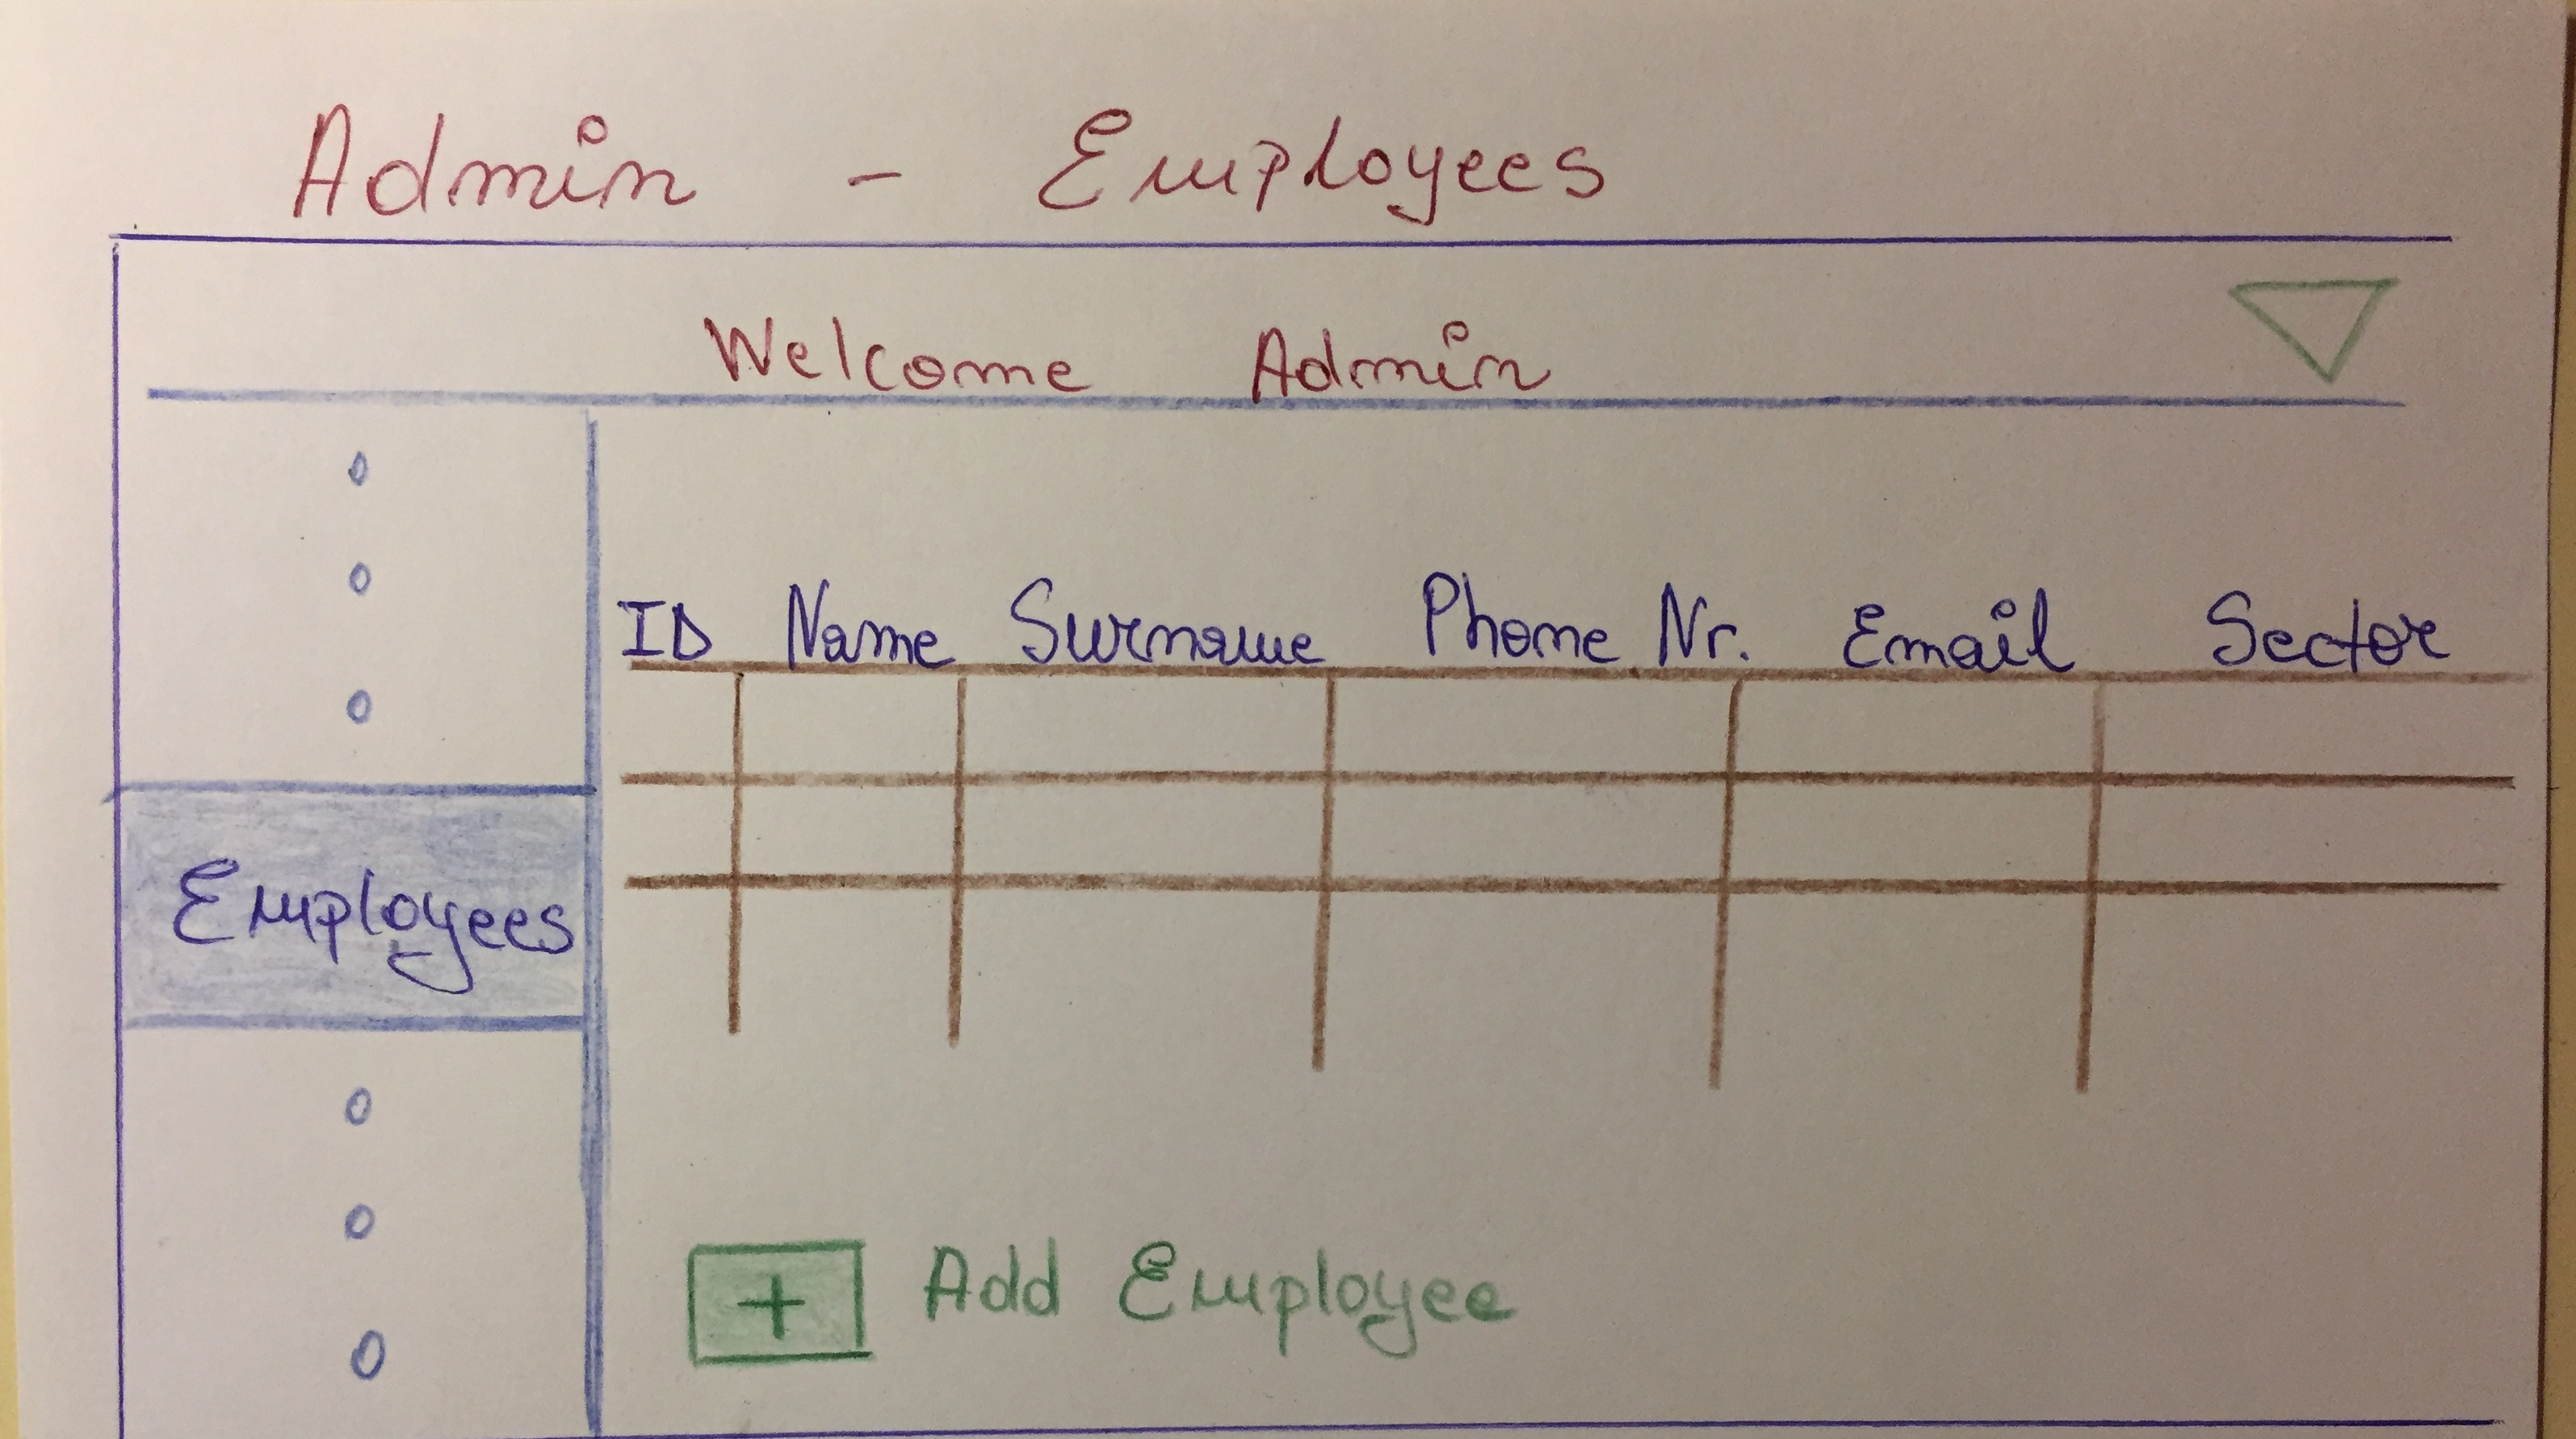 Admin - Employees
Welcome Admin
ID Name Surname Phone Nr. Email Sector
Employees
+ Add Employee